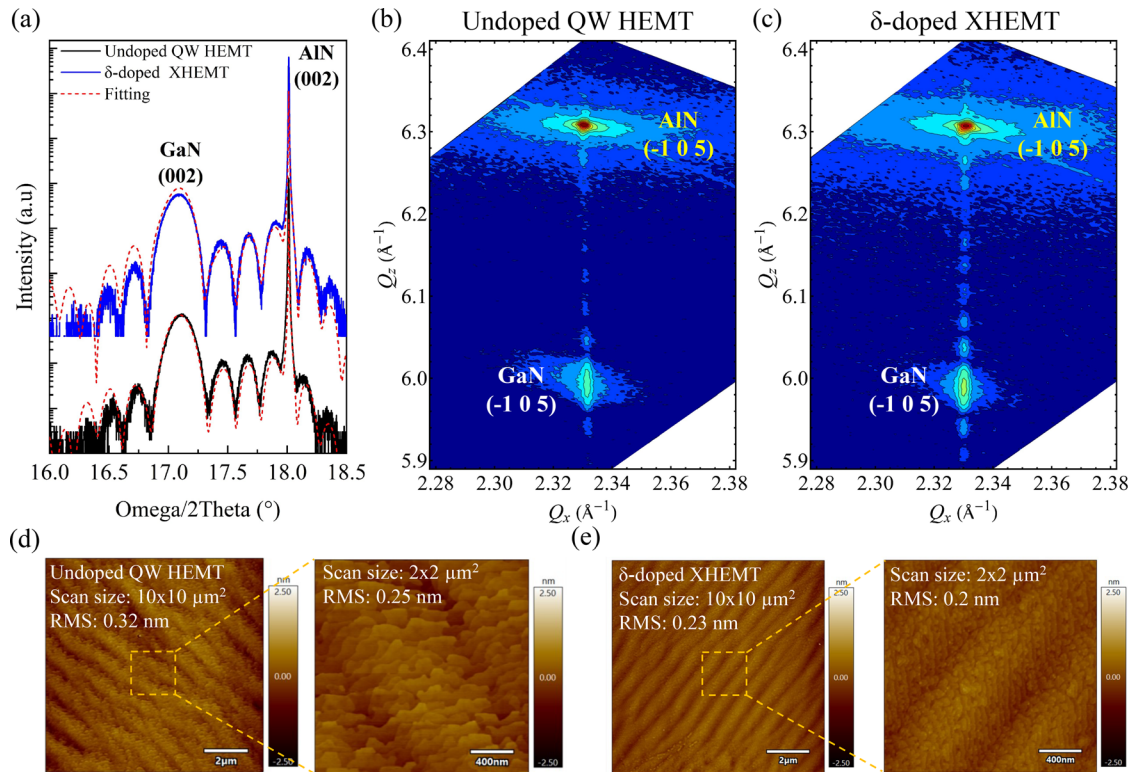 (a)
Undoped QW HEMT
δ-doped XHEMT
Fitting
AlN
(002)
GaN
(002)
Intensity (a.u)
16.0 16.5 17.0 17.5 18.0 18.5
Omega/2Theta (°)
(b) Undoped QW HEMT
6.4
6.3
6.2
6.1
6.0
5.9
Qz (Å⁻¹)
AlN
(-1 0 5)
GaN
(-1 0 5)
2.28 2.30 2.32 2.34 2.36 2.38
Qx (Å⁻¹)
(c) δ-doped XHEMT
6.4
6.3
6.2
6.1
6.0
5.9
Qz (Å⁻¹)
AlN
(-1 0 5)
GaN
(-1 0 5)
2.28 2.30 2.32 2.34 2.36 2.38
Qx (Å⁻¹)
(d)
Undoped QW HEMT
Scan size: 10x10 µm²
RMS: 0.32 nm
2µm
nm
2.50
0.00
-2.50
Scan size: 2x2 µm²
RMS: 0.25 nm
400nm
nm
2.50
0.00
-2.50
(e)
δ-doped XHEMT
Scan size: 10x10 µm²
RMS: 0.23 nm
2µm
nm
2.50
0.00
-2.50
Scan size: 2x2 µm²
RMS: 0.2 nm
400nm
nm
2.50
0.00
-2.50